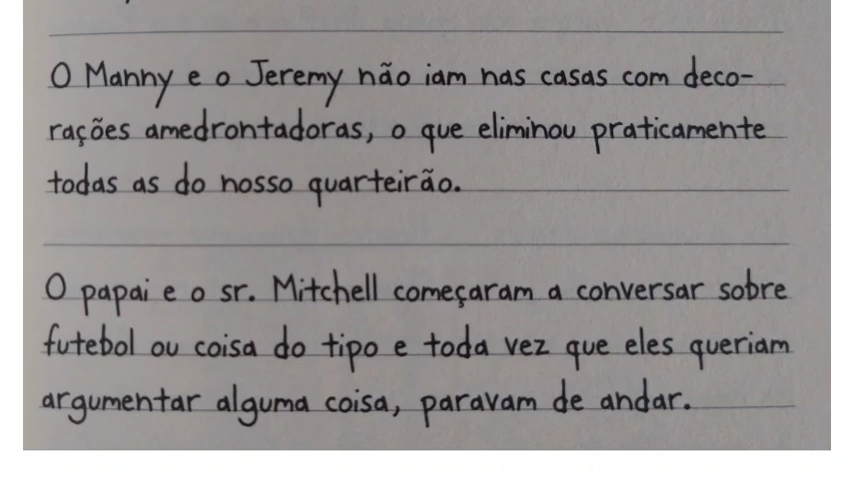 O Manny e o Jeremy não iam nas casas com deco-
rações amedrontadoras, o que eliminou praticamente
todas as do nosso quarteirão.
O papai e o sr. Mitchell começaram a conversar sobre
futebol ou coisa do tipo e toda vez que eles queriam
argumentar alguma coisa, paravam de andar.